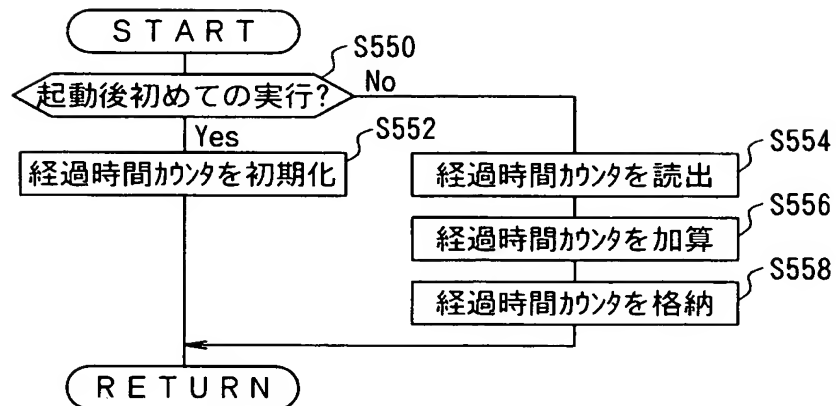 START
S550
起動後初めての実行?
No
Yes
S552
経過時間カウンタを初期化
S554
経過時間カウンタを読出
S556
経過時間カウンタを加算
S558
経過時間カウンタを格納
RETURN